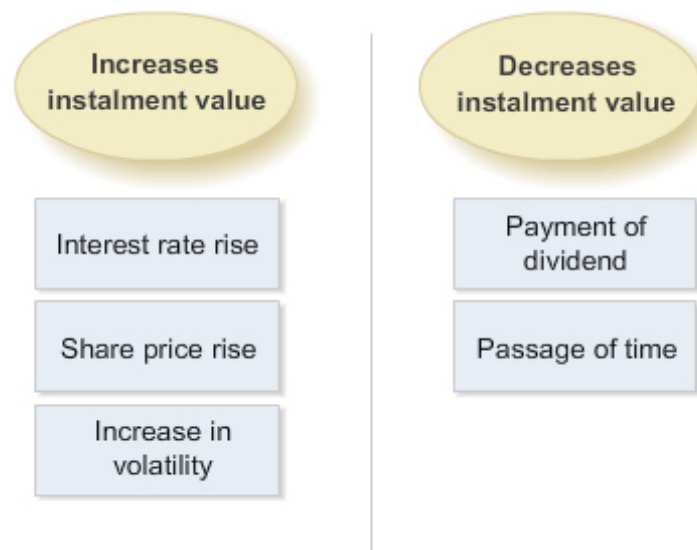 Increases
instalment value
Interest rate rise
Share price rise
Increase in
volatility
Decreases
instalment value
Payment of
dividend
Passage of time